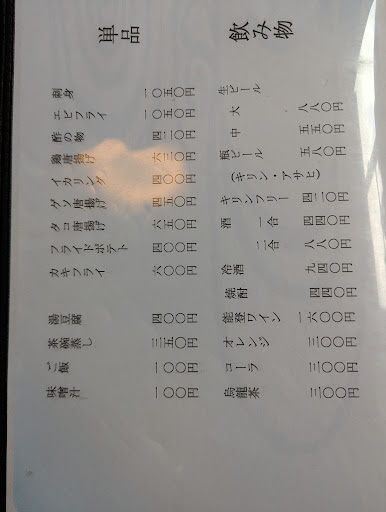 単品
刺身 一〇五〇円
エビフライ 一〇五〇円
酢の物 四二〇円
鶏唐揚げ 六三〇円
イカリング 四〇〇円
ゲソ唐揚げ 四五〇円
タコ唐揚げ 六五〇円
フライドポテト 四〇〇円
カキフライ 六〇〇円
湯豆腐 四〇〇円
茶碗蒸し 三五〇円
ご飯 一〇〇円
味噌汁 一〇〇円
飲み物
生ビール
大 八八〇円
中 五五〇円
瓶ビール 五八〇円
(キリン・アサヒ)
キリンフリー 四二〇円
酒 一合 四四〇円
二合 八八〇円
冷酒 九四〇円
焼酎 四四〇円
能登ワイン 一六〇〇円
オレンジ 三〇〇円
コーラ 三〇〇円
烏龍茶 三〇〇円